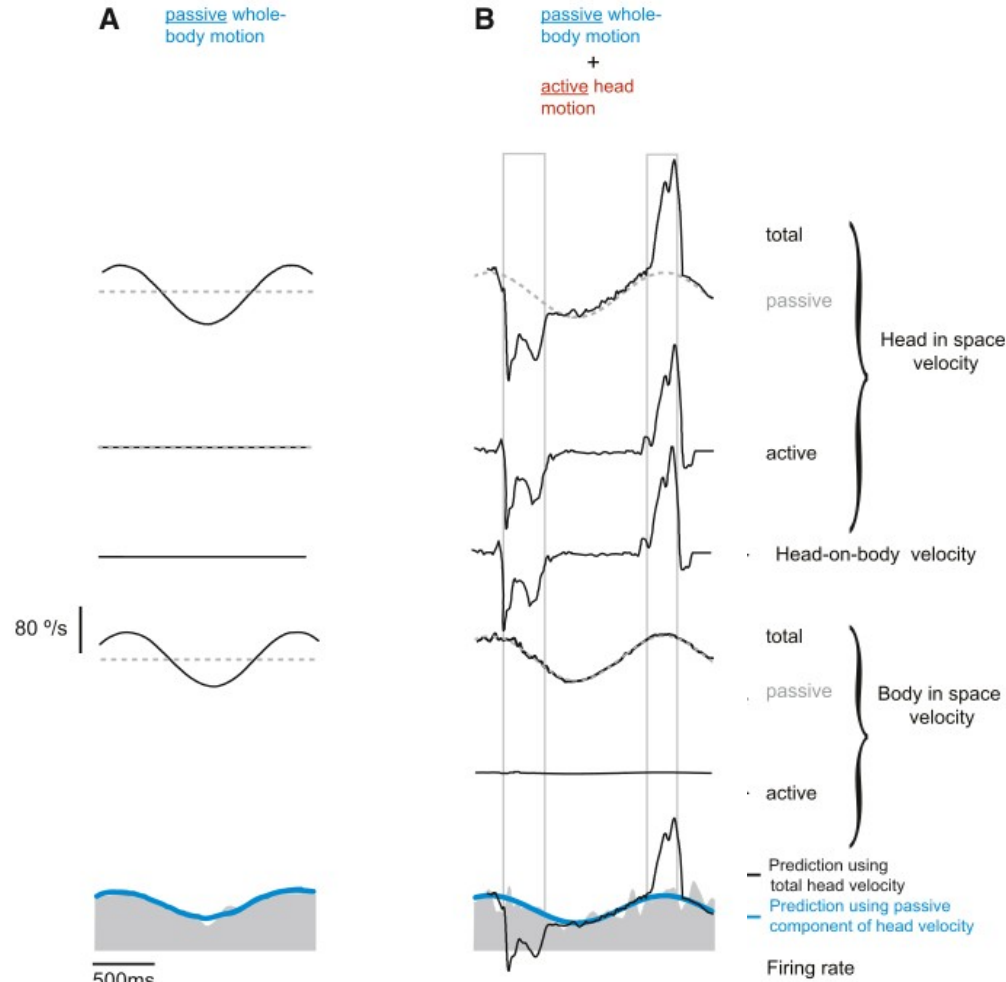 A
passive whole-
body motion
B
passive whole-
body motion
+
active head
motion
total
passive
Head in space
velocity
active
Head-on-body velocity
80 º/s
total
passive
Body in space
velocity
active
Prediction using
total head velocity
Prediction using passive
component of head velocity
Firing rate
500ms